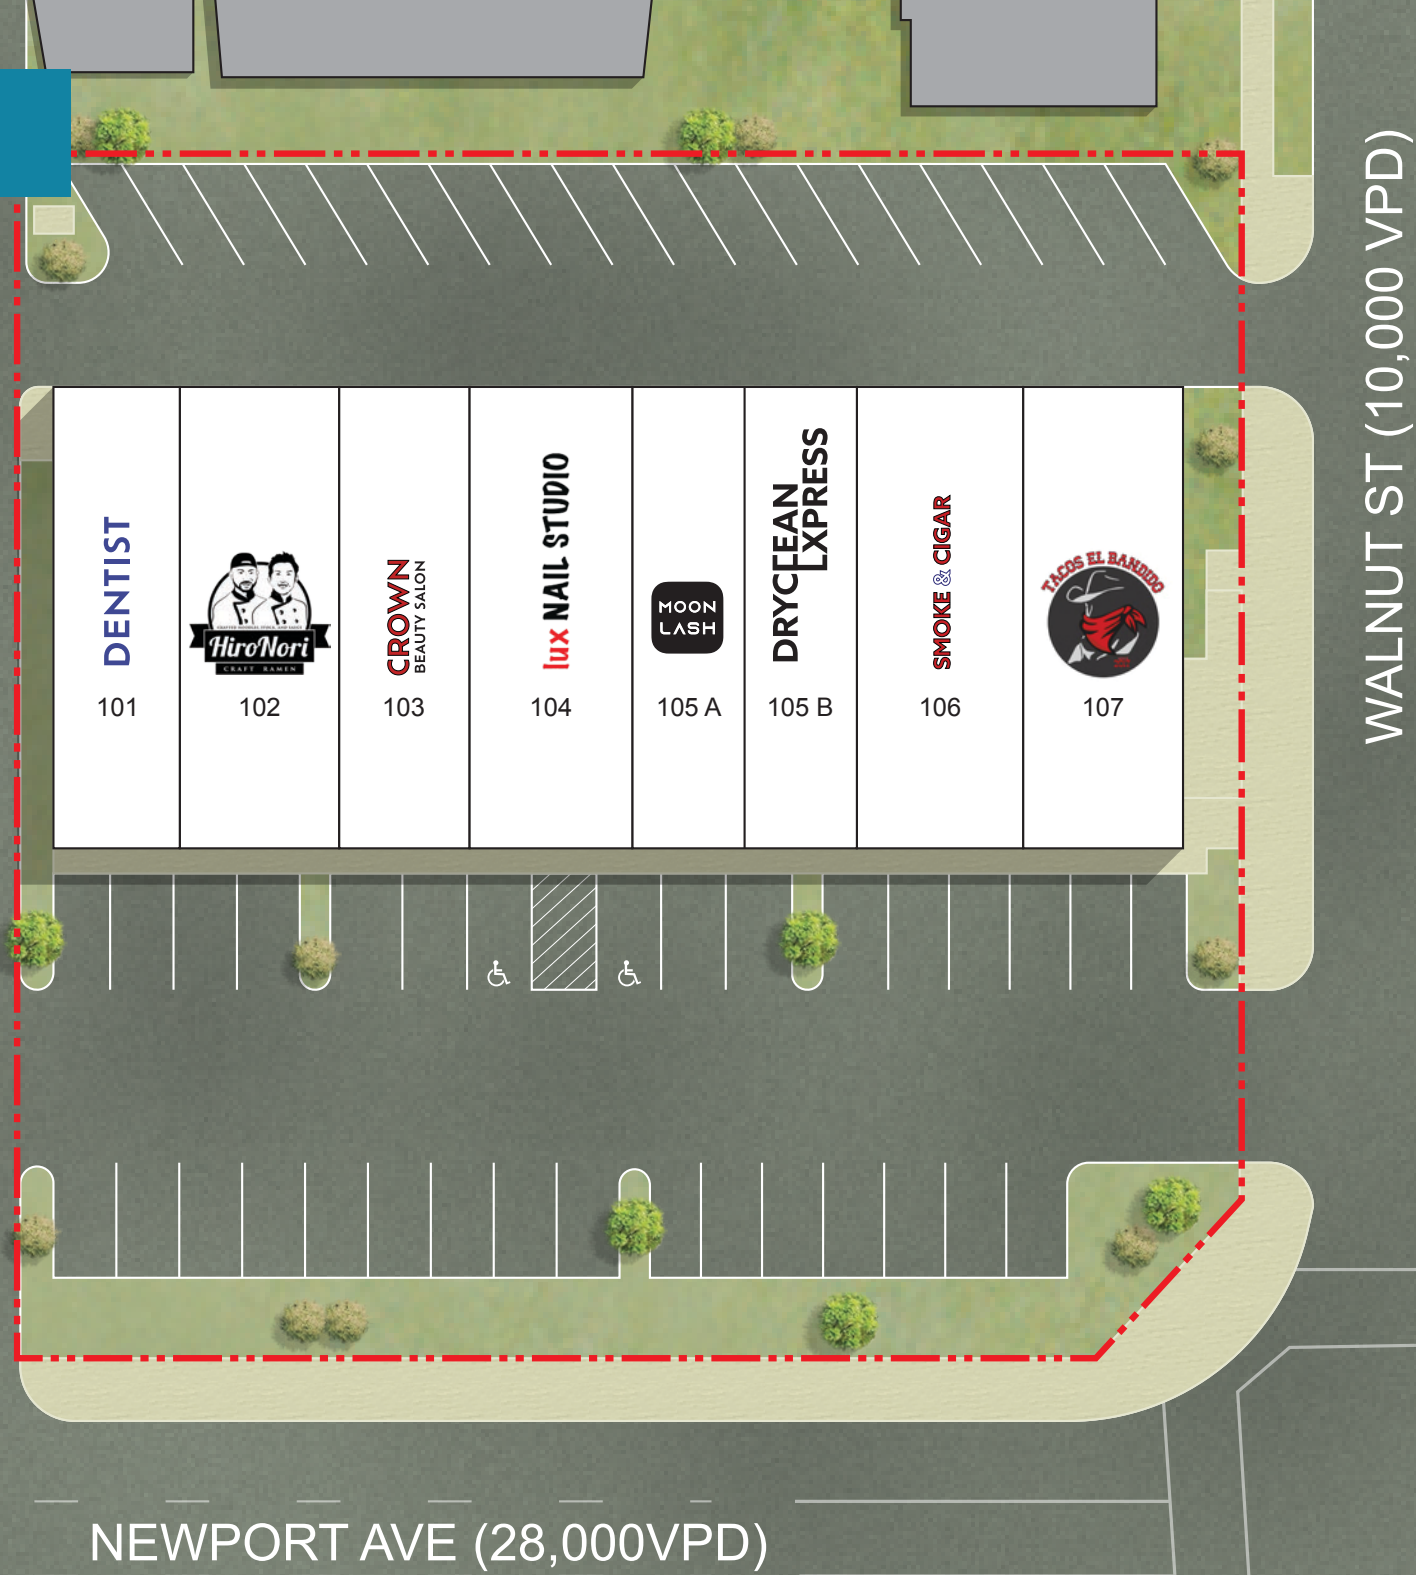 WALNUT ST (10,000 VPD)
DENTIST
101
HiroNori
CRAFT RAMEN
102
CROWN
BEAUTY SALON
103
lux NAIL STUDIO
104
MOON
LASH
105 A
DRYCLEAN
EXPRESS
105 B
SMOKE & CIGAR
106
TACOS EL BANDIDO
107
NEWPORT AVE (28,000VPD)